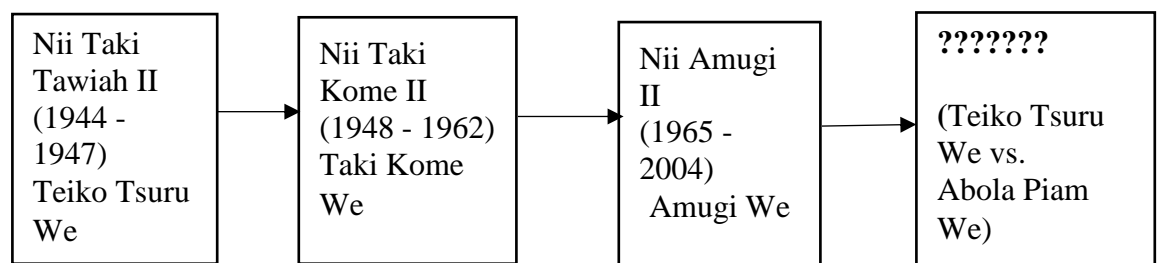 Nii Taki
Tawiah II
(1944 -
1947)
Teiko Tsuru
We
Nii Taki
Kome II
(1948 - 1962)
Taki Kome
We
Nii Amugi
II
(1965 -
2004)
Amugi We
???????
(Teiko Tsuru
We vs.
Abola Piam
We)